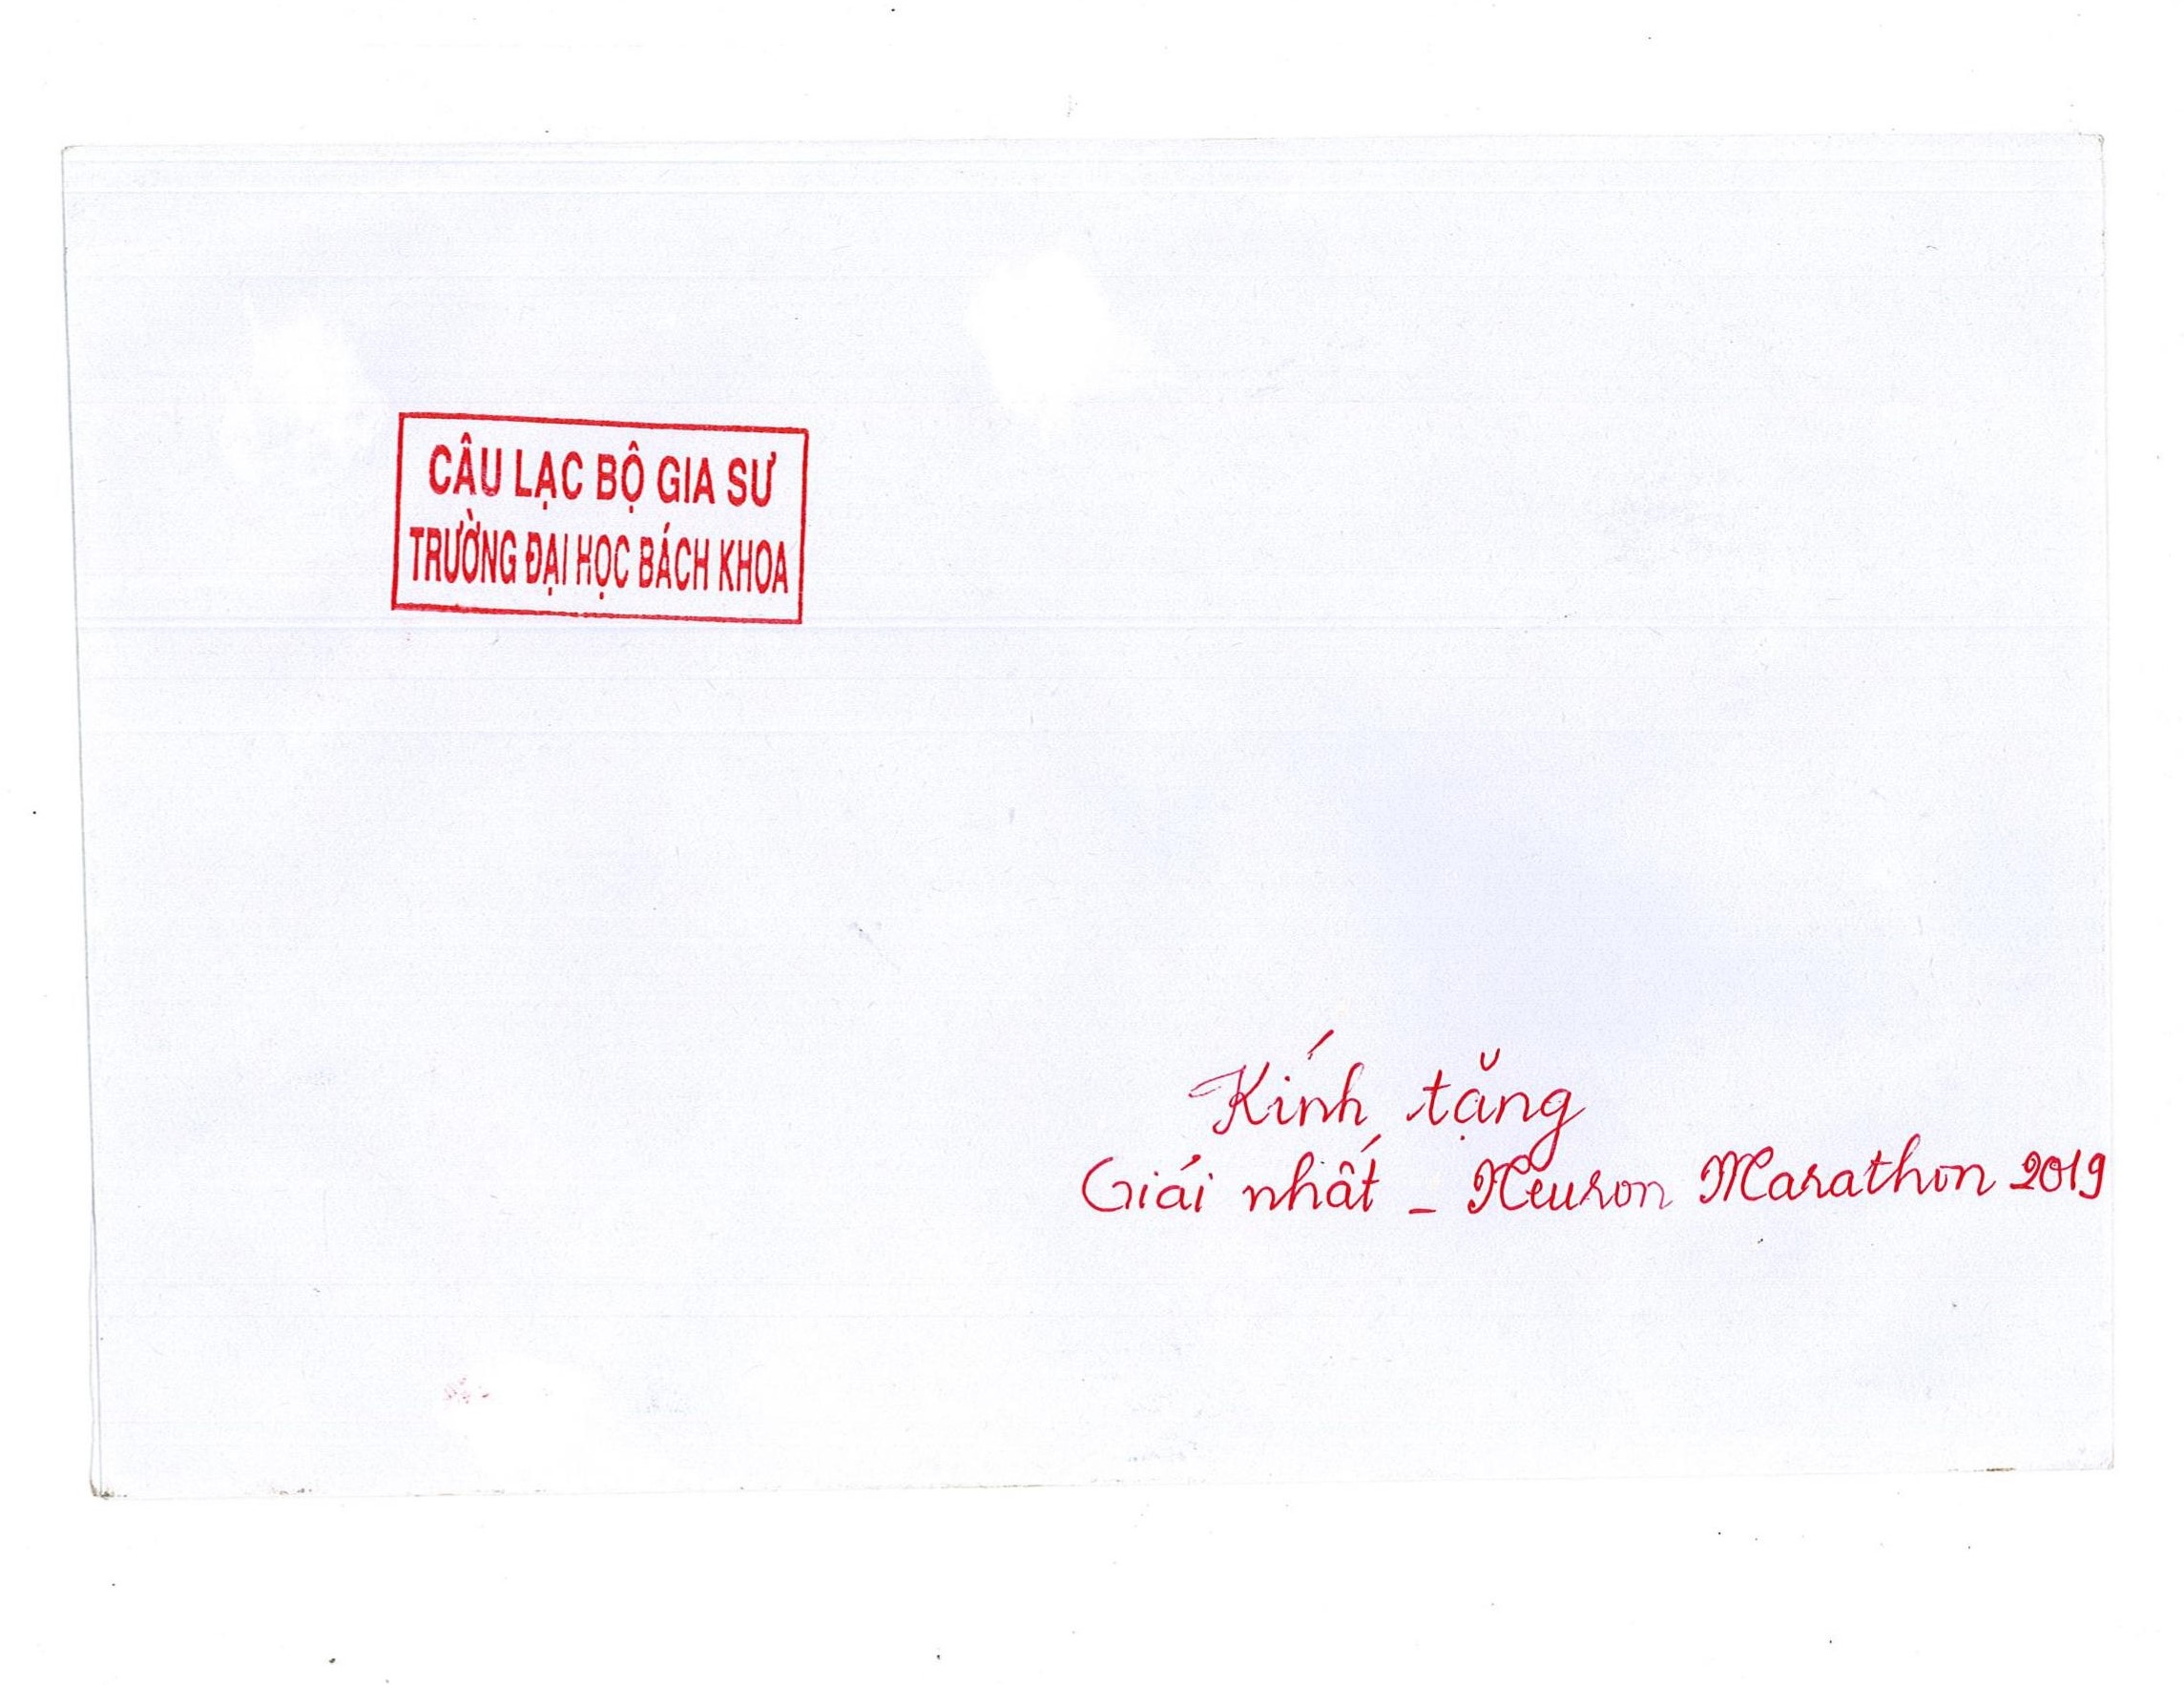 CÂU LẠC BỘ GIA SƯ
TRƯỜNG ĐẠI HỌC BÁCH KHOA
Kính tặng
Giải nhất - Neuron Marathon 2019